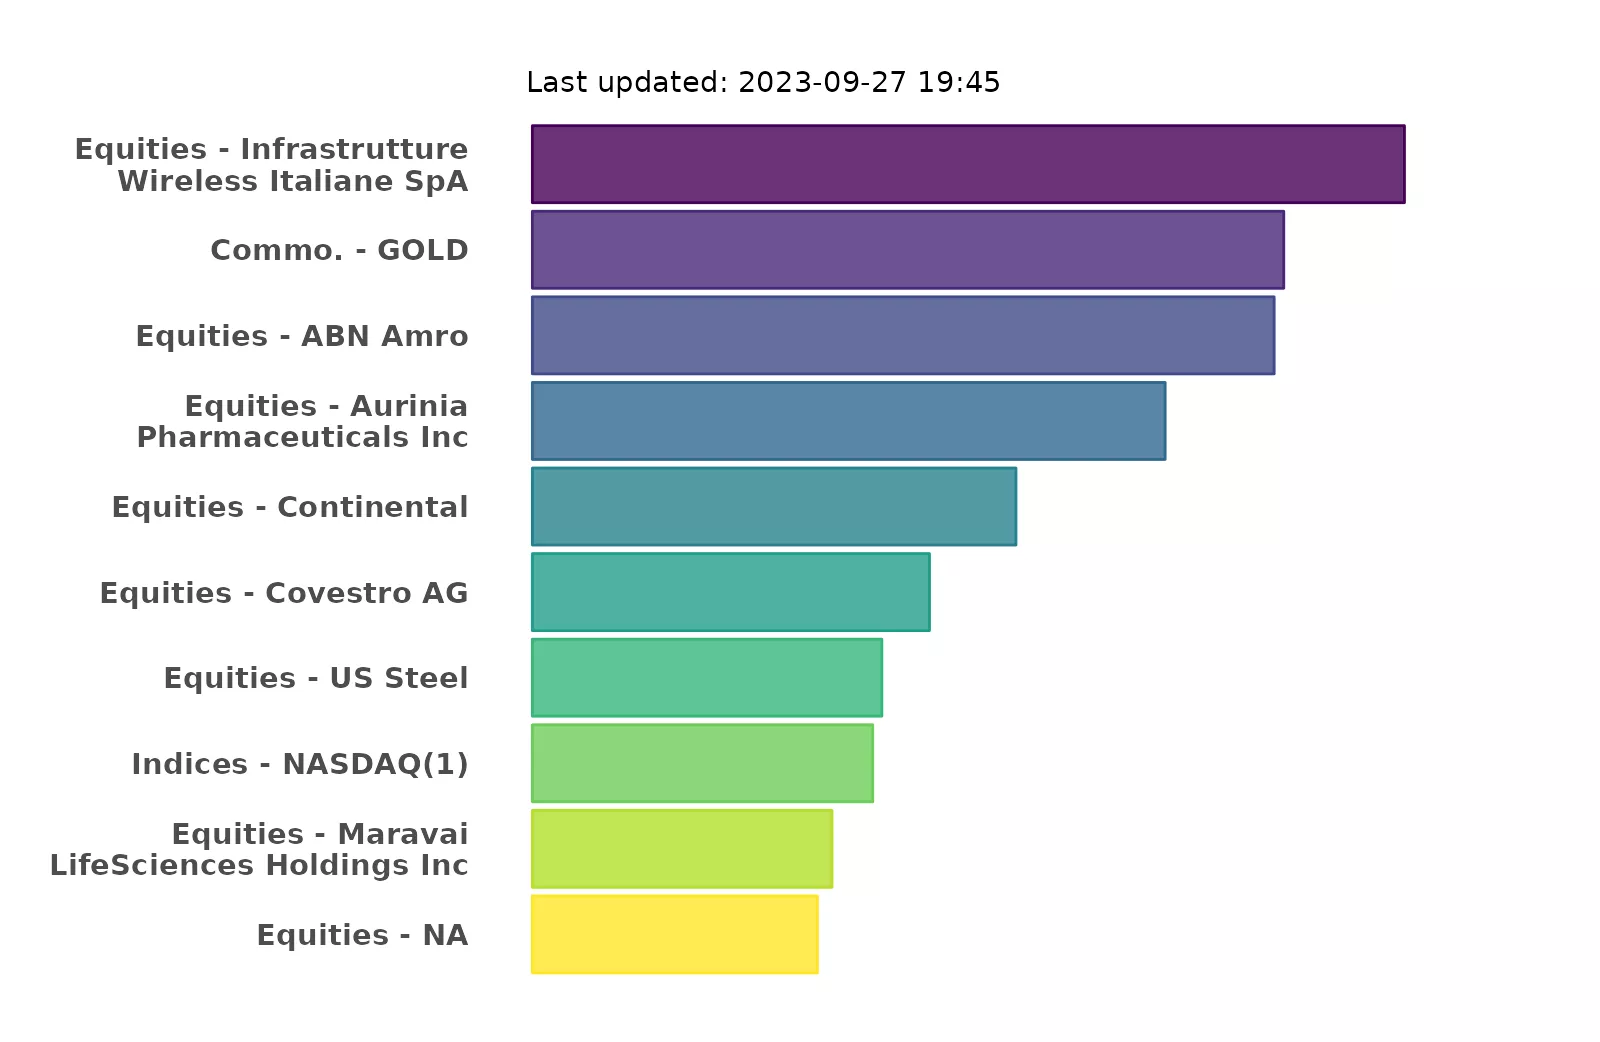 Last updated: 2023-09-27 19:45
Equities - Infrastrutture
Wireless Italiane SpA
Commo. - GOLD
Equities - ABN Amro
Equities - Aurinia
Pharmaceuticals Inc
Equities - Continental
Equities - Covestro AG
Equities - US Steel
Indices - NASDAQ(1)
Equities - Maravai
LifeSciences Holdings Inc
Equities - NA